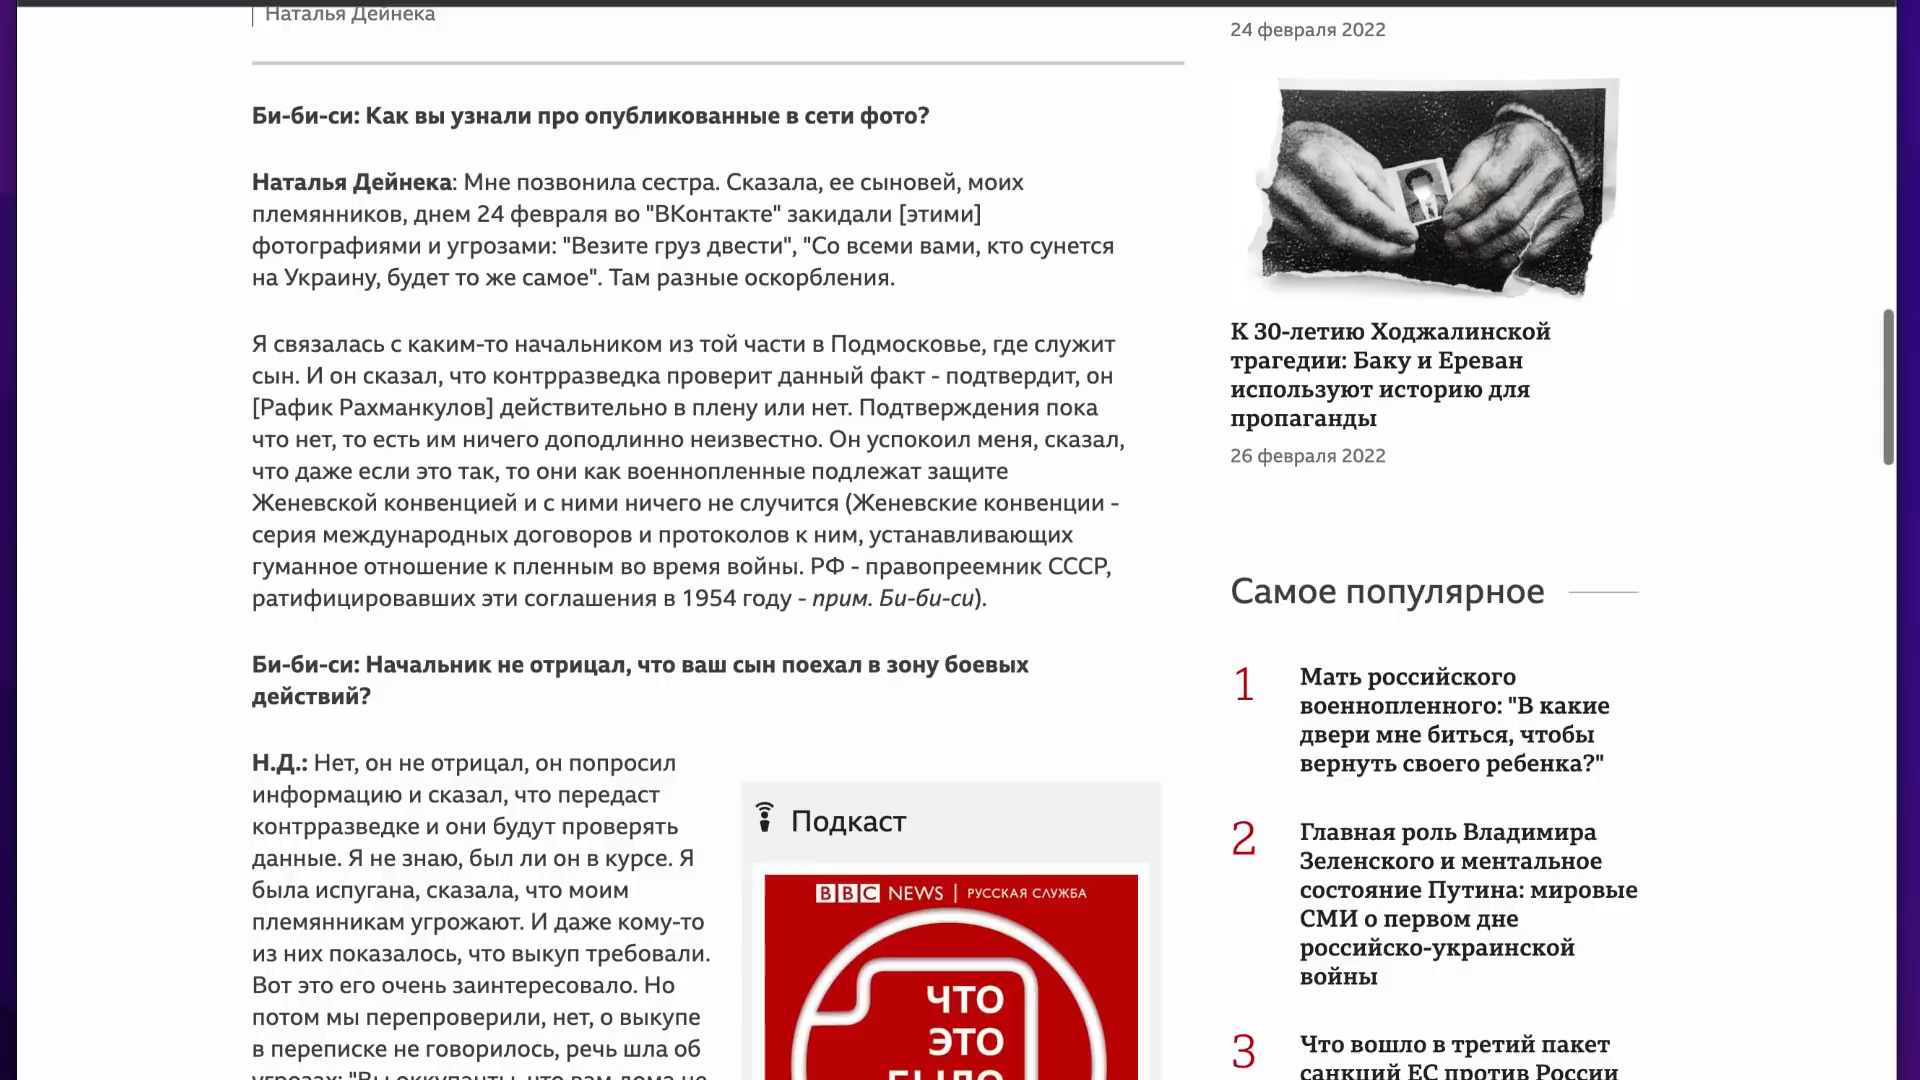 Наталья Дейнека
Би-би-си: Как вы узнали про опубликованные в сети фото?
Наталья Дейнека: Мне позвонила сестра. Сказала, ее сыновей, моих
племянников, днем 24 февраля во "ВКонтакте" закидали [этими]
фотографиями и угрозами: "Везите груз двести", "Со всеми вами, кто сунется
на Украину, будет то же самое". Там разные оскорбления.
Я связалась с каким-то начальником из той части в Подмосковье, где служит
сын. И он сказал, что контрразведка проверит данный факт - подтвердит, он
[Рафик Рахманкулов] действительно в плену или нет. Подтверждения пока
что нет, то есть им ничего доподлинно неизвестно. Он успокоил меня, сказал,
что даже если это так, то они как военнопленные подлежат защите
Женевской конвенцией и с ними ничего не случится (Женевские конвенции -
серия международных договоров и протоколов к ним, устанавливающих
гуманное отношение к пленным во время войны. РФ - правопреемник СССР,
ратифицировавших эти соглашения в 1954 году - прим. Би-би-си).
Би-би-си: Начальник не отрицал, что ваш сын поехал в зону боевых
действий?
Н.Д.: Нет, он не отрицал, он попросил
информацию и сказал, что передаст
контрразведке и они будут проверять
данные. Я не знаю, был ли он в курсе. Я
была испугана, сказала, что моим
племянникам угрожают. И даже кому-то
из них показалось, что выкуп требовали.
Вот это его очень заинтересовало. Но
потом мы перепроверили, нет, о выкупе
в переписке не говорилось, речь шла об
угрозах: "Вы оккупанты, что вам дома не
Подкаст
BBC NEWS | РУССКАЯ СЛУЖБА
ЧТО
ЭТО
БЫЛО
24 февраля 2022
К 30-летию Ходжалинской
трагедии: Баку и Ереван
используют историю для
пропаганды
26 февраля 2022
Самое популярное
1
Мать российского
военнопленного: "В какие
двери мне биться, чтобы
вернуть своего ребенка?"
2
Главная роль Владимира
Зеленского и ментальное
состояние Путина: мировые
СМИ о первом дне
российско-украинской
войны
3
Что вошло в третий пакет
санкций ЕС против России